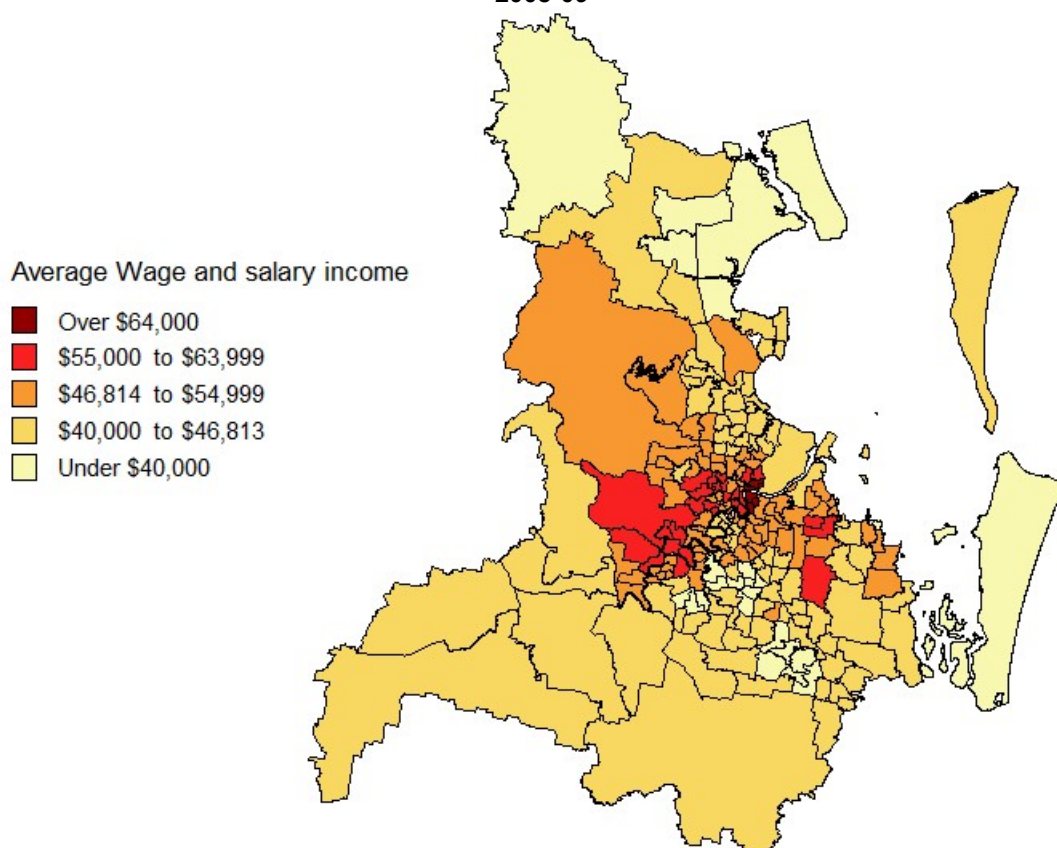 Average Wage and salary income
Over $64,000
$55,000 to $63,999
$46,814 to $54,999
$40,000 to $46,813
Under $40,000